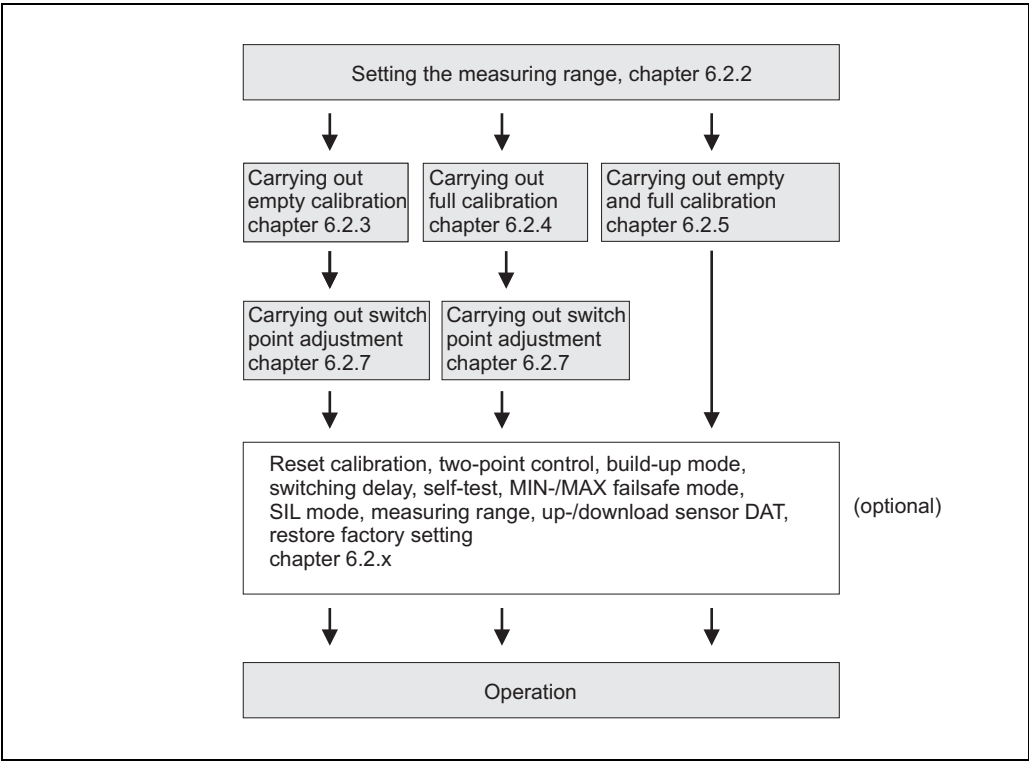 Setting the measuring range, chapter 6.2.2
Carrying out
empty calibration
chapter 6.2.3
Carrying out
full calibration
chapter 6.2.4
Carrying out empty
and full calibration
chapter 6.2.5
Carrying out switch
point adjustment
chapter 6.2.7
Carrying out switch
point adjustment
chapter 6.2.7
Reset calibration, two-point control, build-up mode,
switching delay, self-test, MIN-/MAX failsafe mode,
SIL mode, measuring range, up-/download sensor DAT,
restore factory setting
chapter 6.2.x
(optional)
Operation